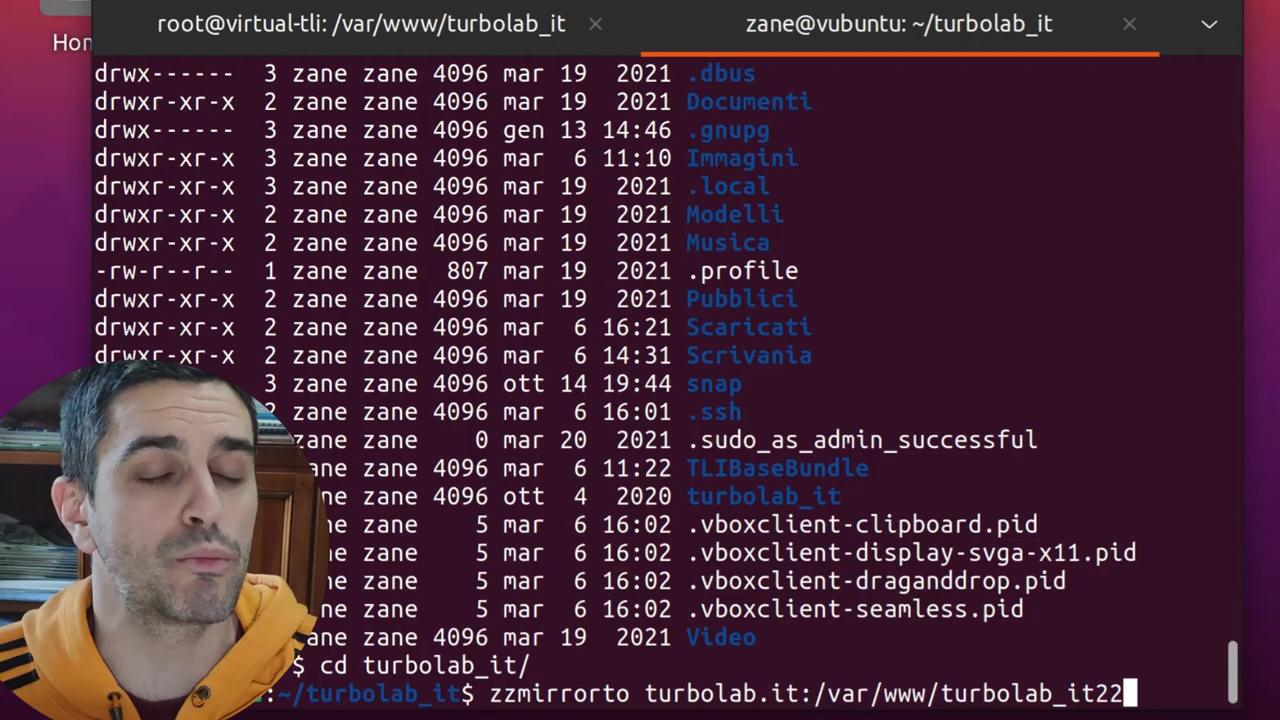 root@virtual-tli: /var/www/turbolab_it × zane@vubuntu: ~/turbolab_it ×
drwx------ 3 zane zane 4096 mar 19 2021 .dbus
drwxr-xr-x 2 zane zane 4096 mar 19 2021 Documenti
drwx------ 3 zane zane 4096 gen 13 14:46 .gnupg
drwxr-xr-x 2 zane zane 4096 mar 6 11:10 Immagini
drwxr-xr-x 3 zane zane 4096 mar 19 2021 .local
drwxr-xr-x 2 zane zane 4096 mar 19 2021 Modelli
drwxr-xr-x 2 zane zane 4096 mar 19 2021 Musica
-rw-r--r-- 1 zane zane 807 mar 19 2021 .profile
drwxr-xr-x 2 zane zane 4096 mar 19 2021 Pubblici
drwxr-xr-x 2 zane zane 4096 mar 6 16:21 Scaricati
drwxr-xr-x 2 zane zane 4096 mar 6 14:31 Scrivania
3 zane zane 4096 ott 14 19:44 snap
zane zane 4096 mar 6 16:01 .ssh
zane zane 0 mar 20 2021 .sudo_as_admin_successful
zane 4096 mar 6 11:22 TLIBaseBundle
zane 4096 ott 4 2020 turbolab_it
zane 5 mar 6 16:02 .vboxclient-clipboard.pid
zane 5 mar 6 16:02 .vboxclient-display-svga-x11.pid
zane 5 mar 6 16:02 .vboxclient-draganddrop.pid
zane 5 mar 6 16:02 .vboxclient-seamless.pid
zane 4096 mar 19 2021 Video
$ cd turbolab_it/
:~/turbolab_it$ zzmirrorto turbolab.it:/var/www/turbolab_it22